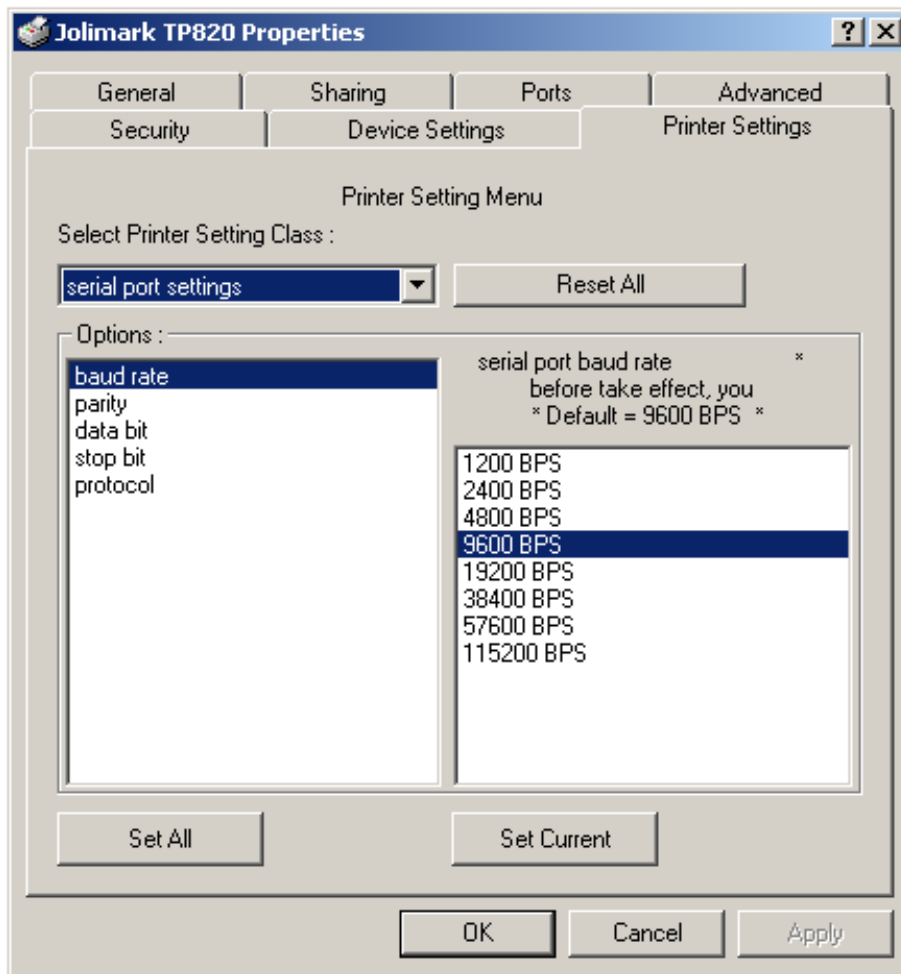 Jolimark TP820 Properties
General Sharing Ports Advanced
Security Device Settings Printer Settings
Printer Setting Menu
Select Printer Setting Class :
serial port settings Reset All
Options :
baud rate
parity
data bit
stop bit
protocol
serial port baud rate *
before take effect, you
* Default = 9600 BPS *
1200 BPS
2400 BPS
4800 BPS
9600 BPS
19200 BPS
38400 BPS
57600 BPS
115200 BPS
Set All Set Current
OK Cancel Apply